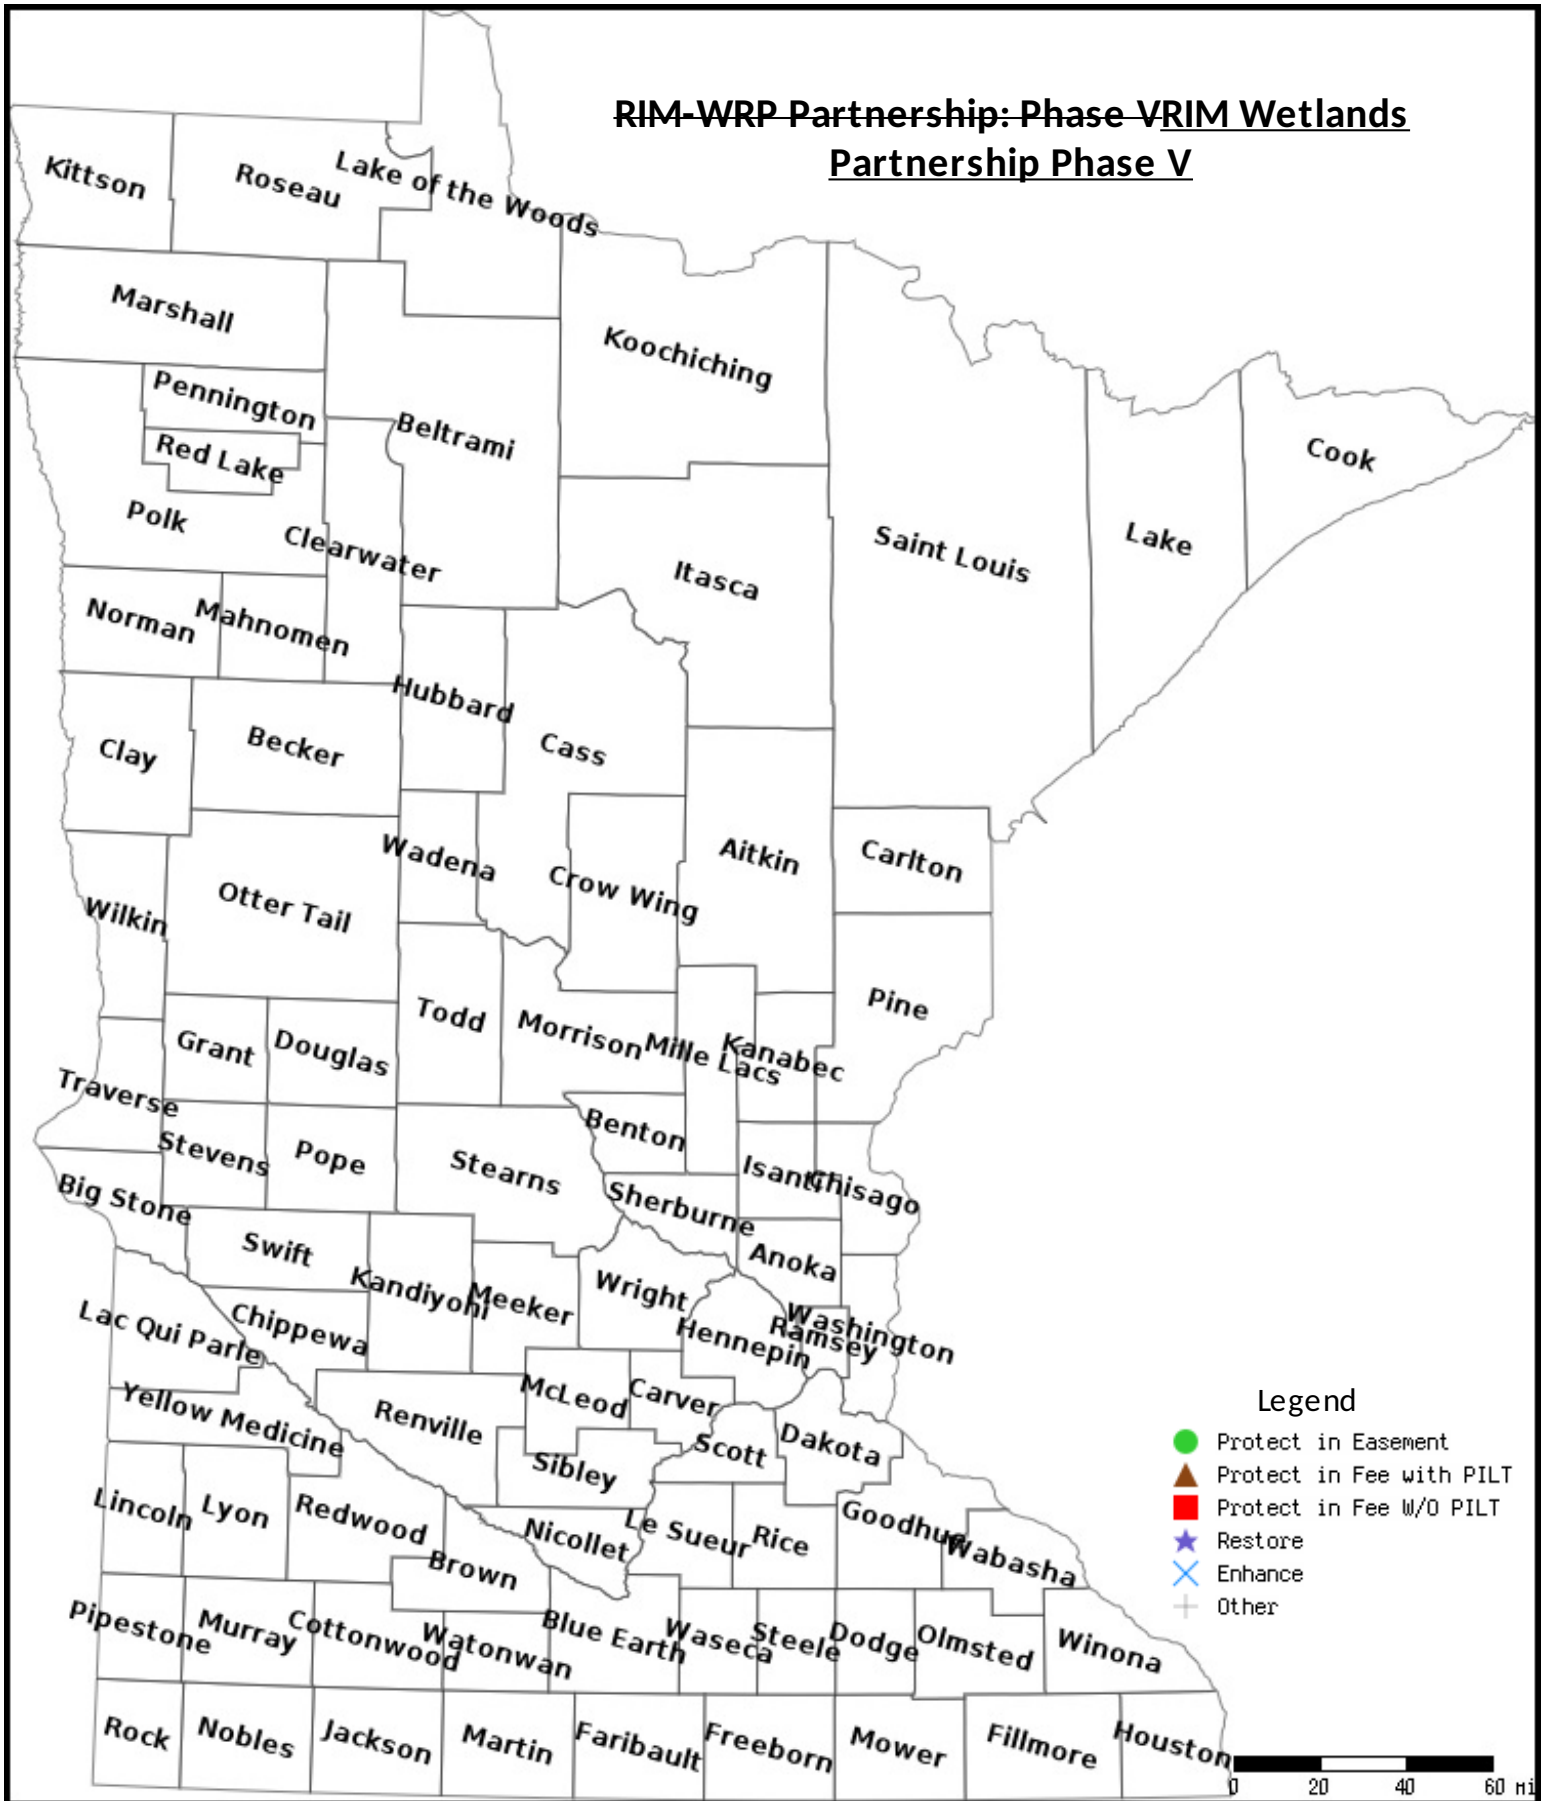 RIM-WRP Partnership: Phase VRIM Wetlands
Partnership Phase V
Kittson
Roseau
Lake of the Woods
Marshall
Koochiching
Pennington
Beltrami
Red Lake
Cook
Polk
Clearwater
Saint Louis
Lake
Itasca
Norman
Mahnomen
Hubbard
Clay
Becker
Cass
Wadena
Aitkin
Carlton
Otter Tail
Crow Wing
Wilkin
Pine
Todd
Morrison
Mille Lacs
Kanabec
Grant
Douglas
Traverse
Benton
Stevens
Pope
Stearns
Isanti
Chisago
Big Stone
Sherburne
Swift
Anoka
Kandiyohi
Meeker
Wright
Lac Qui Parle
Chippewa
Hennepin
Ramsey
Washington
Yellow Medicine
Renville
McLeod
Carver
Scott
Dakota
Sibley
Lincoln
Lyon
Redwood
Nicollet
Le Sueur
Rice
Goodhue
Wabasha
Brown
Pipestone
Murray
Cottonwood
Watonwan
Blue Earth
Waseca
Steele
Dodge
Olmsted
Winona
Rock
Nobles
Jackson
Martin
Faribault
Freeborn
Mower
Fillmore
Houston
Legend
Protect in Easement
Protect in Fee with PILT
Protect in Fee W/O PILT
Restore
Enhance
Other
0 20 40 60 mi